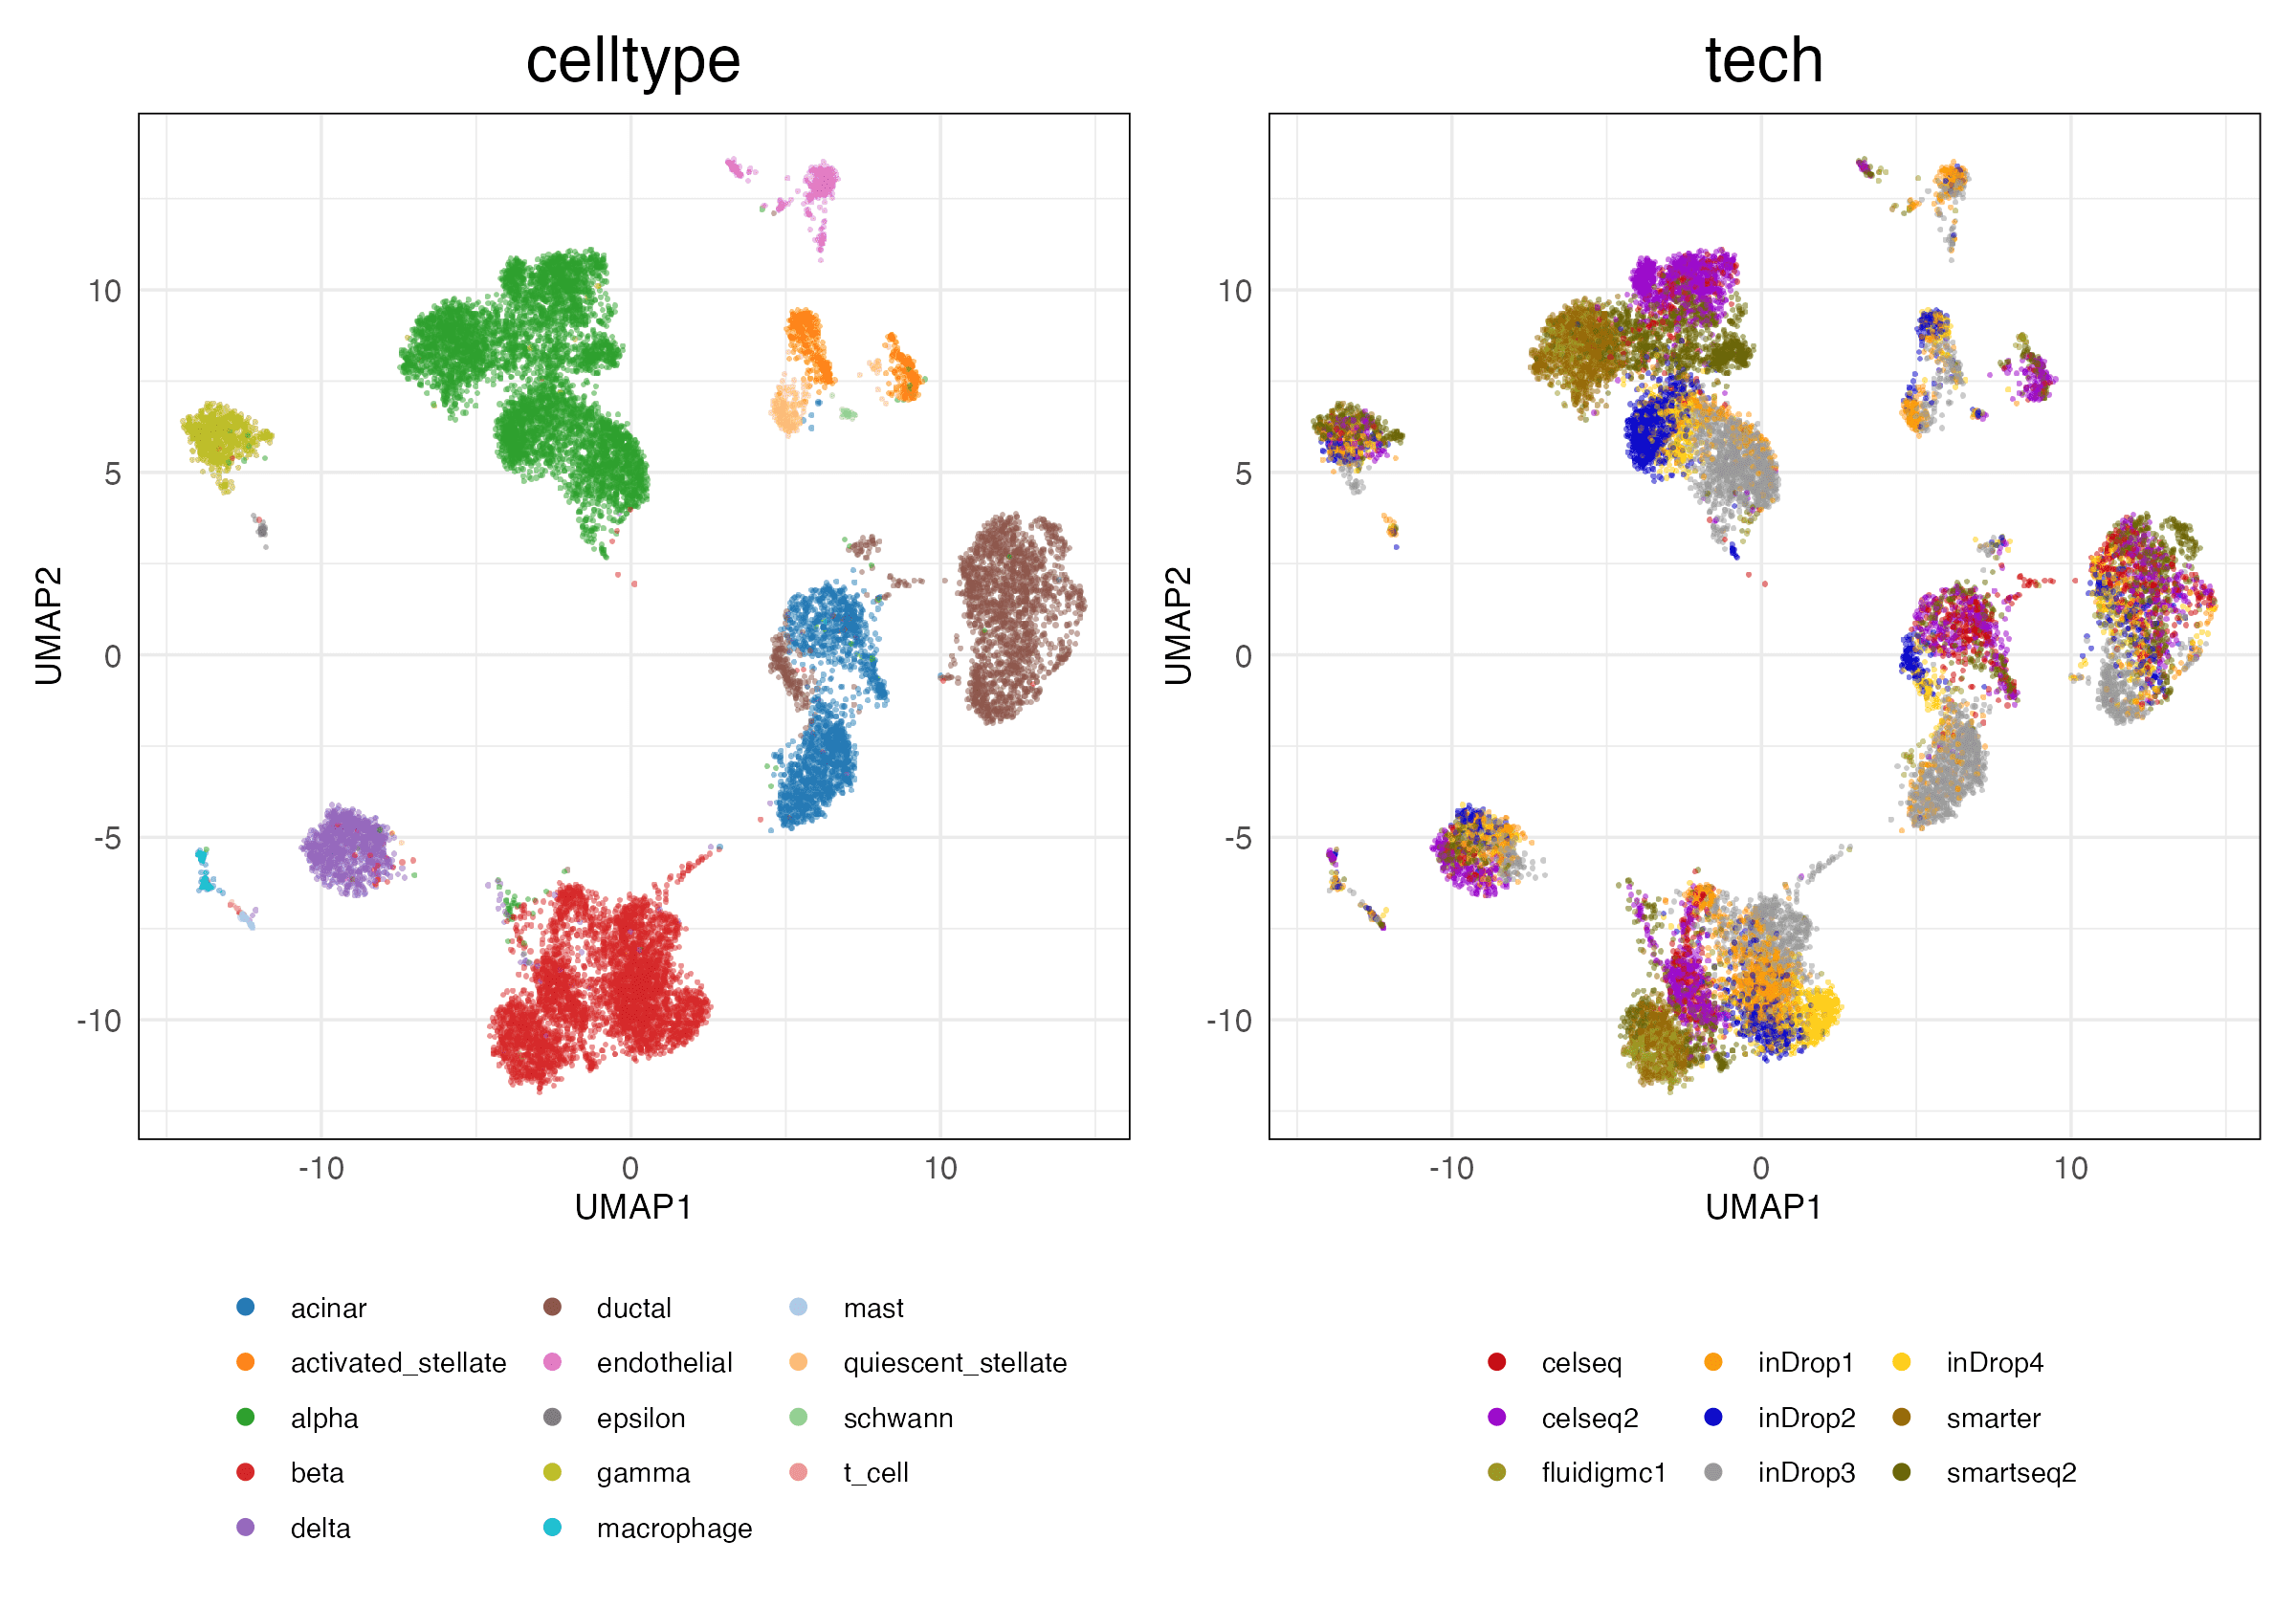 celltype
tech
10
5
0
-5
-10
UMAP2
-10
0
10
UMAP1
10
5
0
-5
-10
UMAP2
-10
0
10
UMAP1
acinar
activated_stellate
alpha
beta
delta
ductal
endothelial
epsilon
gamma
macrophage
mast
quiescent_stellate
schwann
t_cell
celseq
celseq2
fluidigmc1
inDrop1
inDrop2
inDrop3
inDrop4
smarter
smartseq2